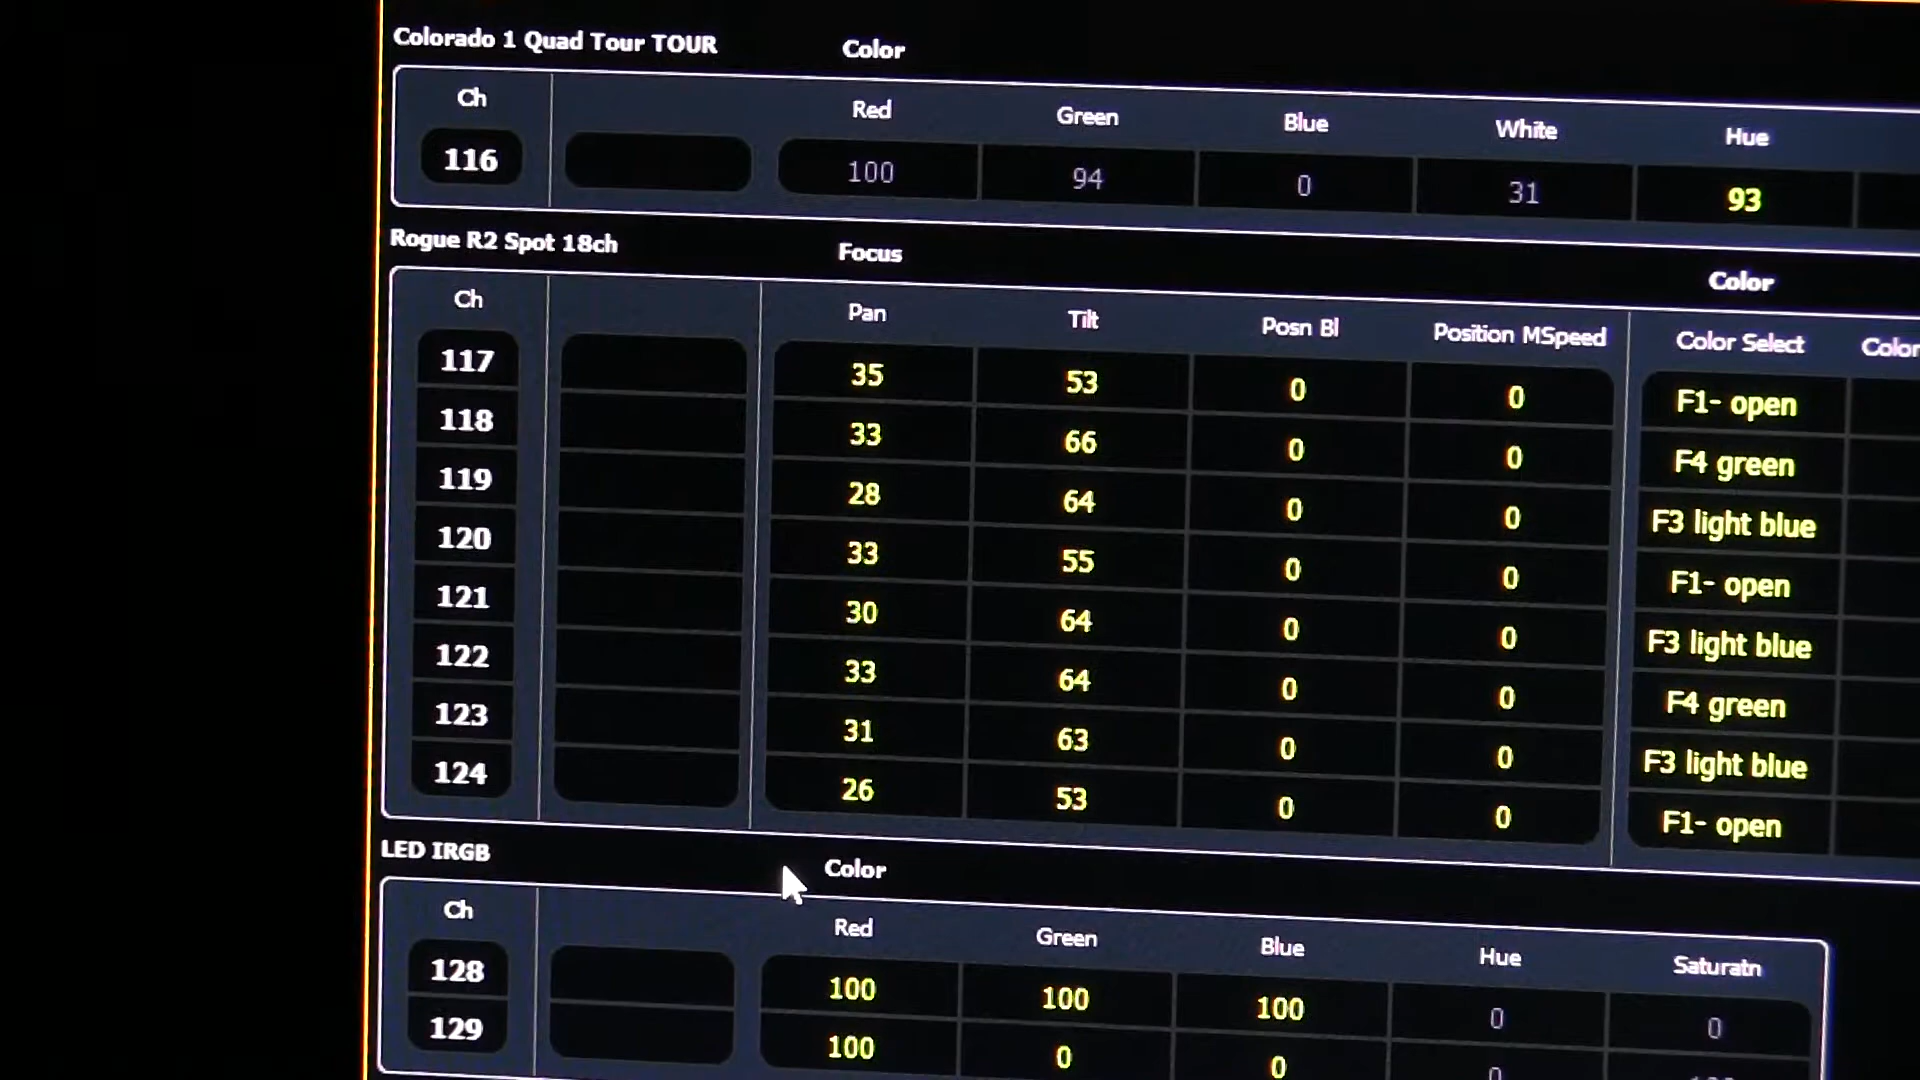 Colorado 1 Quad Tour TOUR Color
Ch Red Green Blue White Hue
116 100 94 0 31 93
Rogue R2 Spot 18ch Focus Color
Ch Pan Tilt Posn Bl Position MSpeed Color Select Color
117 35 53 0 0 F1- open
118 33 66 0 0 F4 green
119 28 64 0 0 F3 light blue
120 33 55 0 0 F1- open
121 30 64 0 0 F3 light blue
122 33 64 0 0 F4 green
123 31 63 0 0 F3 light blue
124 26 53 0 0 F1- open
LED IRGB Color
Ch Red Green Blue Hue Saturatn
128 100 100 100 0 0
129 100 0 0 0